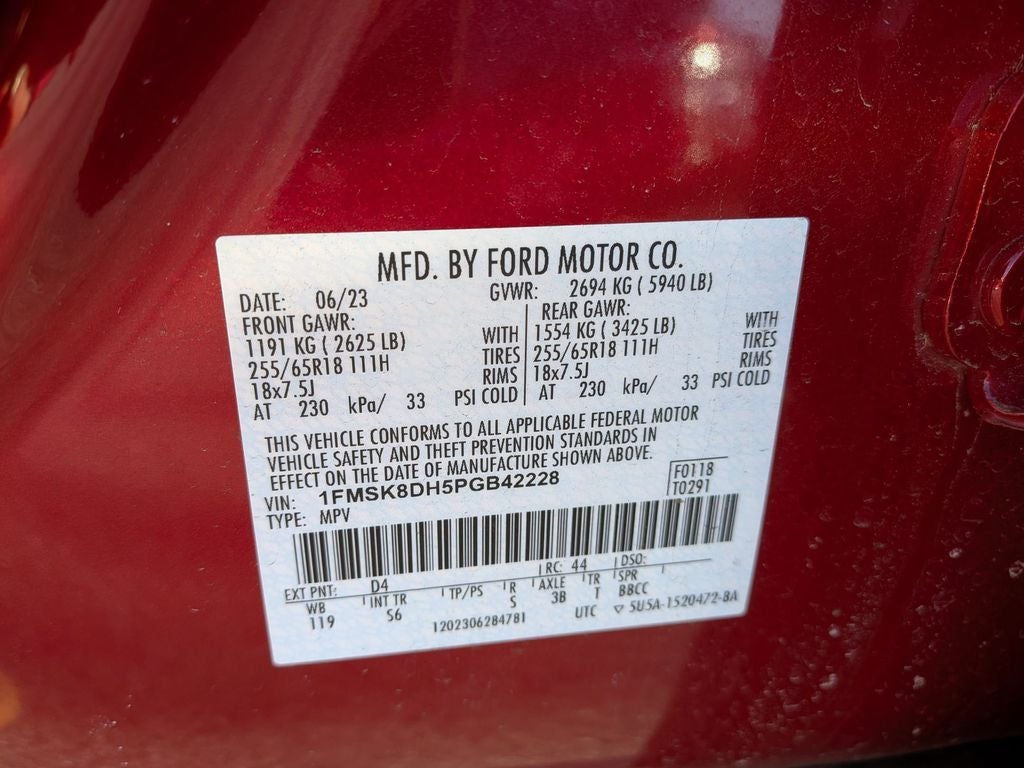 MFD. BY FORD MOTOR CO.
DATE: 06/23 GVWR: 2694 KG ( 5940 LB)
FRONT GAWR: REAR GAWR:
1191 KG ( 2625 LB) WITH 1554 KG ( 3425 LB) WITH
255/65R18 111H TIRES 255/65R18 111H TIRES
18x7.5J RIMS 18x7.5J RIMS
AT 230 kPa/ 33 PSI COLD AT 230 kPa/ 33 PSI COLD
THIS VEHICLE CONFORMS TO ALL APPLICABLE FEDERAL MOTOR
VEHICLE SAFETY AND THEFT PREVENTION STANDARDS IN
EFFECT ON THE DATE OF MANUFACTURE SHOWN ABOVE.
VIN: 1FMSK8DH5PGB42228 F0118
TYPE: MPV T0291
EXT PNT: D4 RC: 44 DSO:
WB INT TR TP/PS R AXLE TR SPR
119 S6 S 3B T BBCC
1202306284781 UTC ▽ 5U5A-1520472-BA